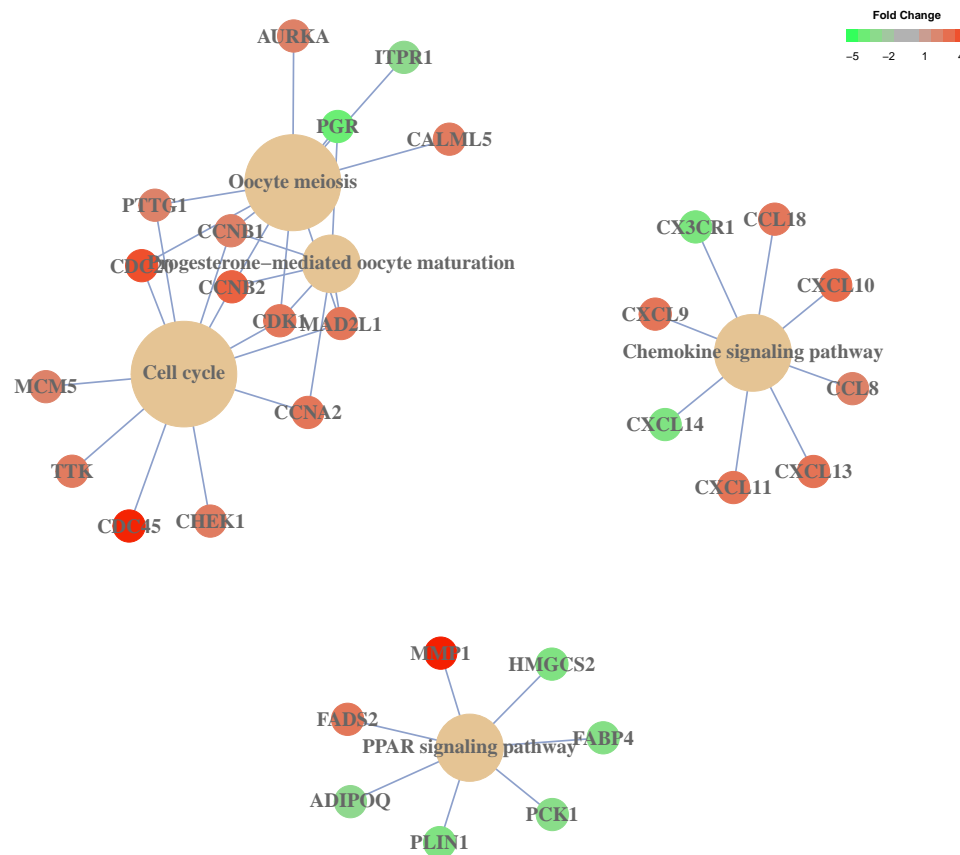 Fold Change
−5 −2 1 4
AURKA
ITPR1
PGR
CALML5
Oocyte meiosis
PTTG1
CCNB1
CDC20
Progesterone−mediated oocyte maturation
CCNB2
CDK1
MAD2L1
Cell cycle
MCM5
CCNA2
TTK
CDC45
CHEK1
CX3CR1
CCL18
CXCL10
CXCL9
Chemokine signaling pathway
CCL8
CXCL14
CXCL13
CXCL11
MMP1
HMGCS2
FADS2
FABP4
PPAR signaling pathway
ADIPOQ
PCK1
PLIN1